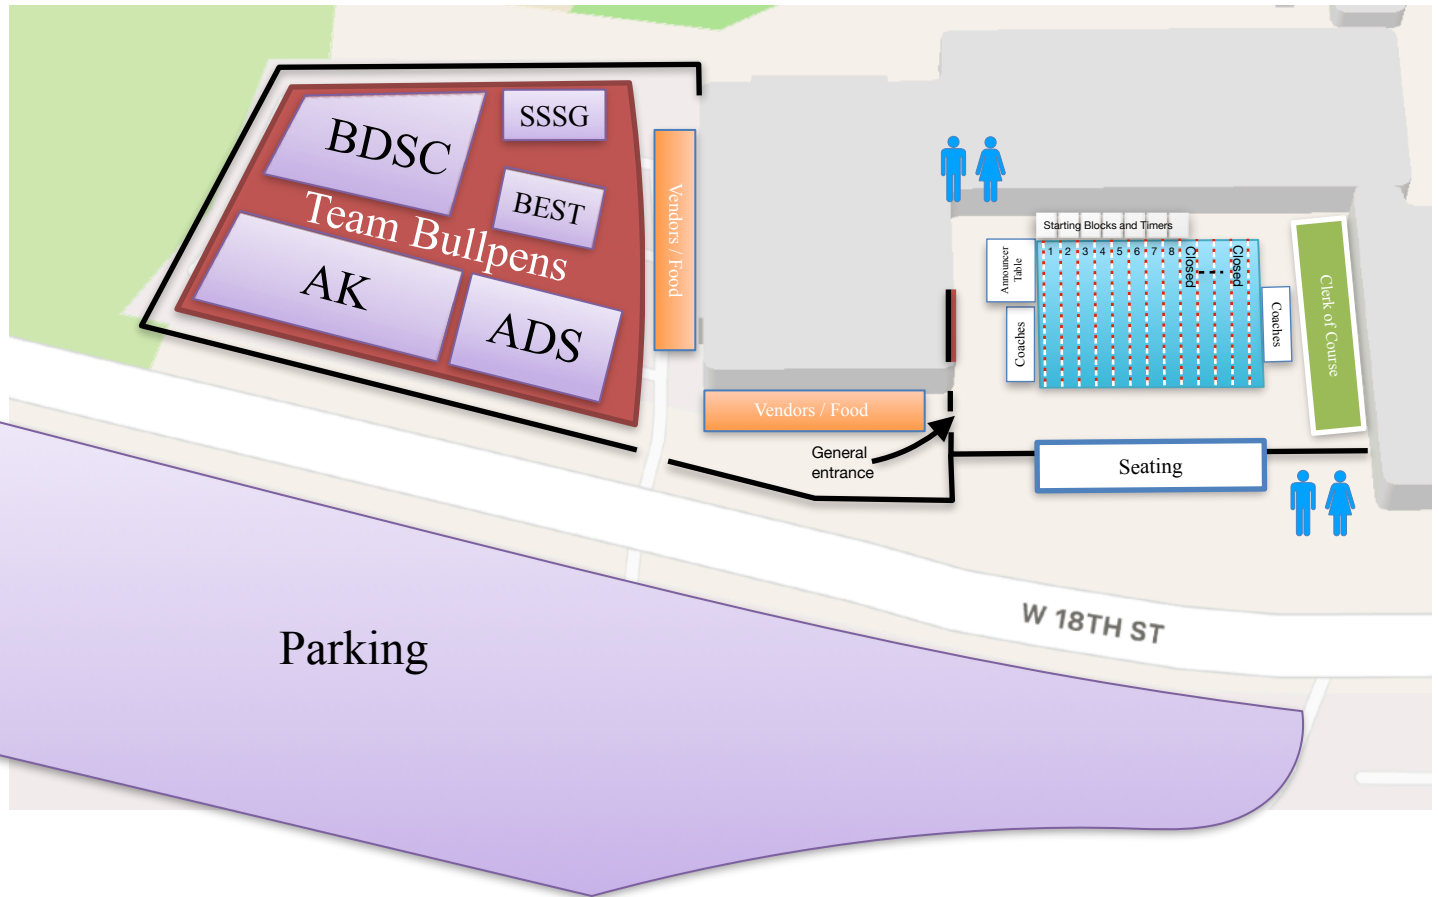 SSSG
BDSC
BEST
Team Bullpens
AK
ADS
Vendors / Food
Vendors / Food
General
entrance
Starting Blocks and Timers
1 2 3 4 5 6 7 8 Closed Closed
Announcer
Table
Coaches
Coaches
Clerk of Course
Seating
W 18TH ST
Parking